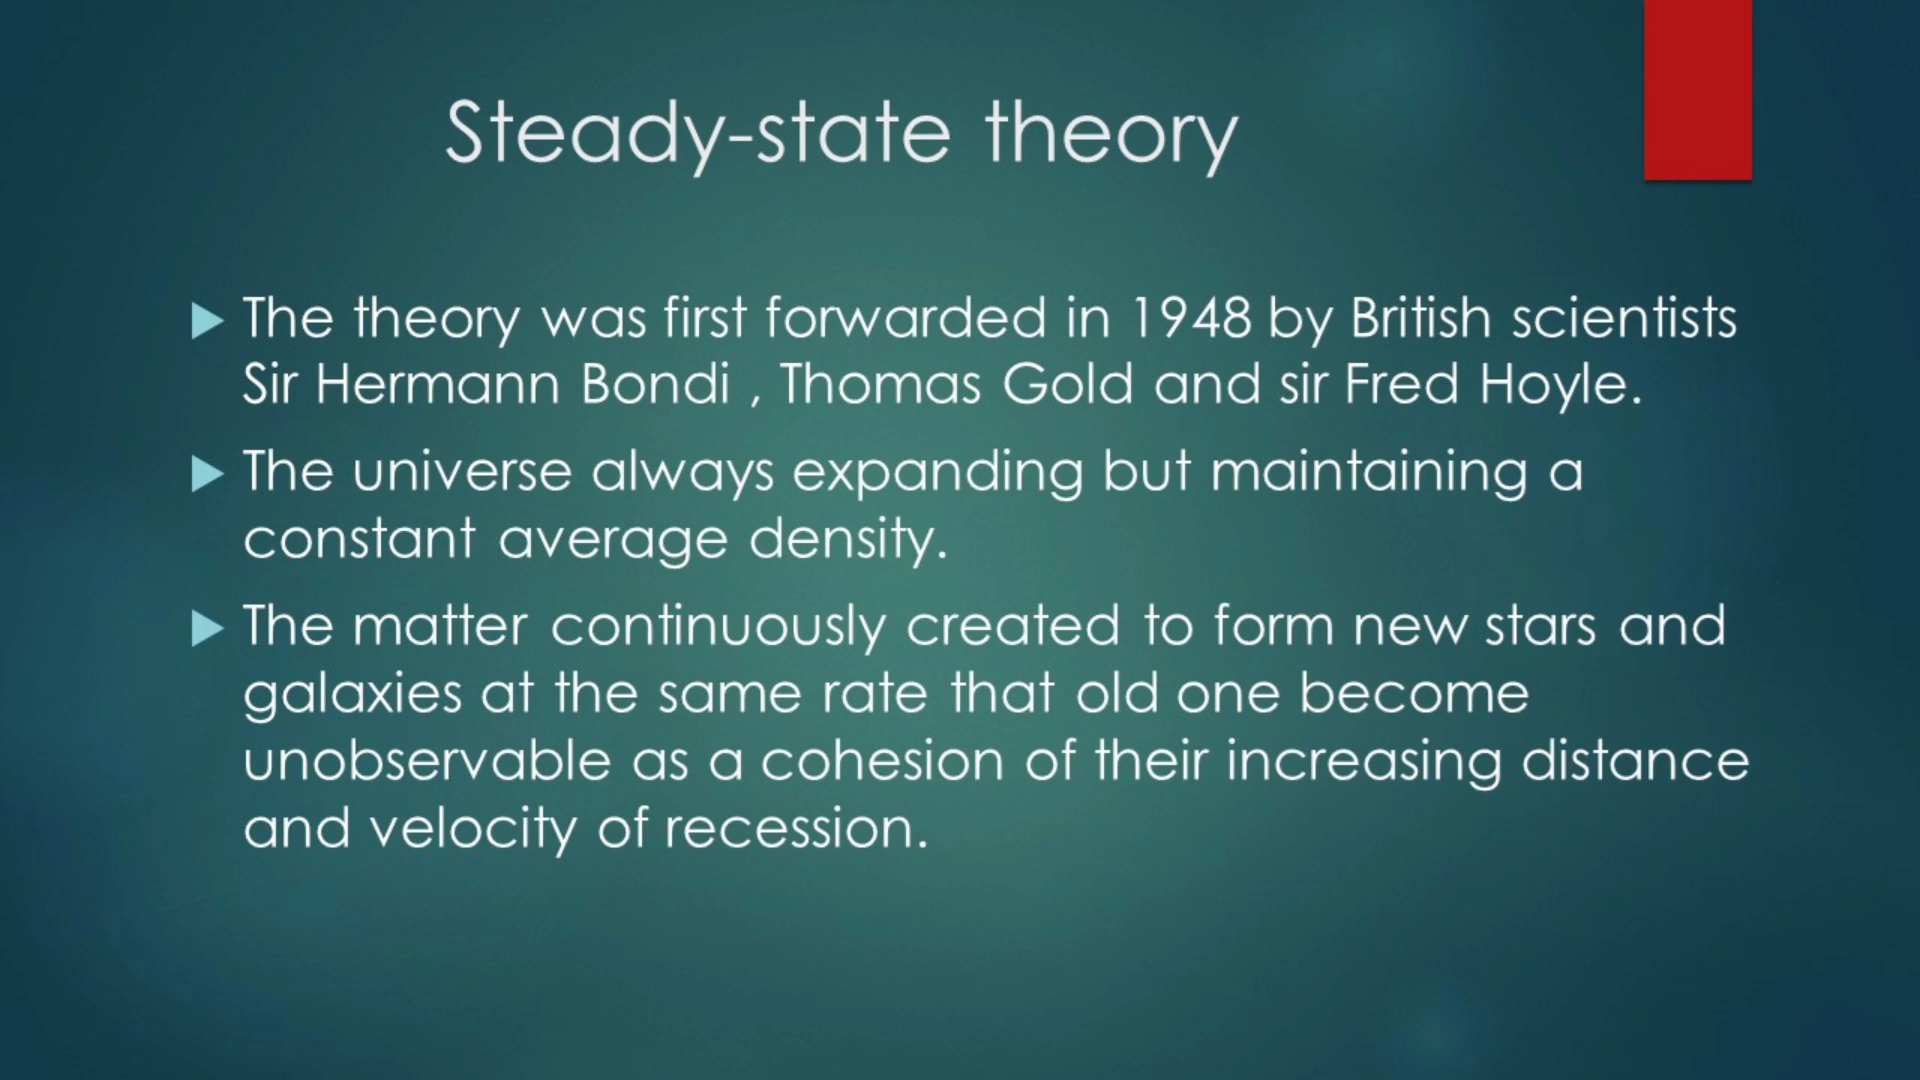 Steady-state theory
The theory was first forwarded in 1948 by British scientists
Sir Hermann Bondi , Thomas Gold and sir Fred Hoyle.
The universe always expanding but maintaining a
constant average density.
The matter continuously created to form new stars and
galaxies at the same rate that old one become
unobservable as a cohesion of their increasing distance
and velocity of recession.